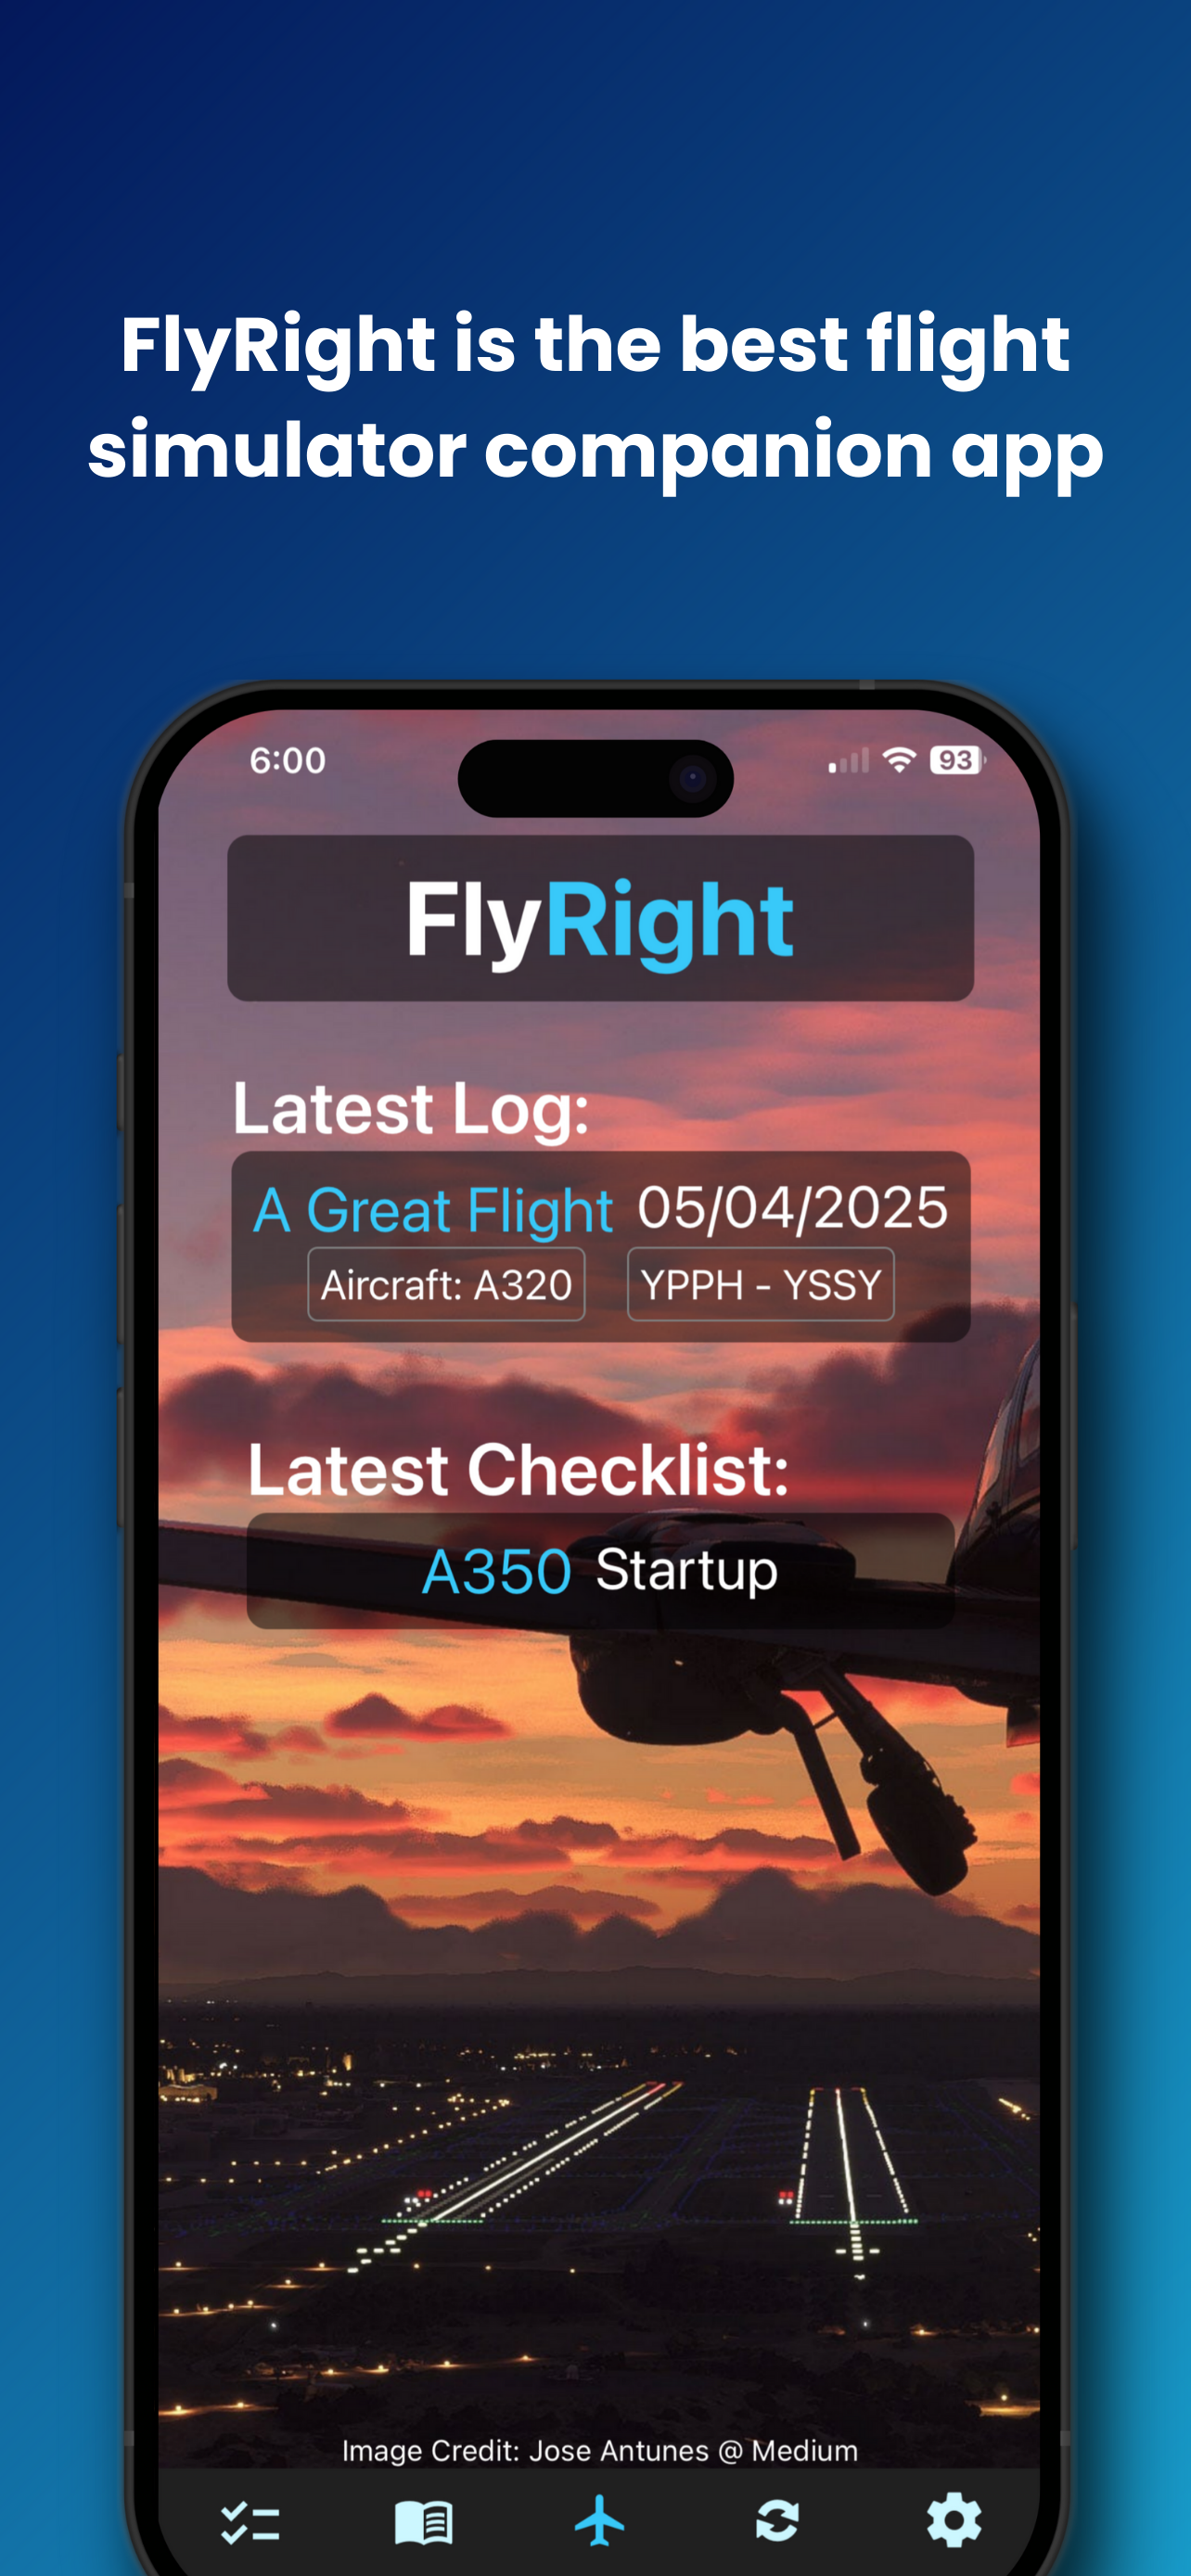 FlyRight is the best flight
simulator companion app
6:00
93
FlyRight
Latest Log:
A Great Flight 05/04/2025
Aircraft: A320 YPPH - YSSY
Latest Checklist:
A350 Startup
Image Credit: Jose Antunes @ Medium